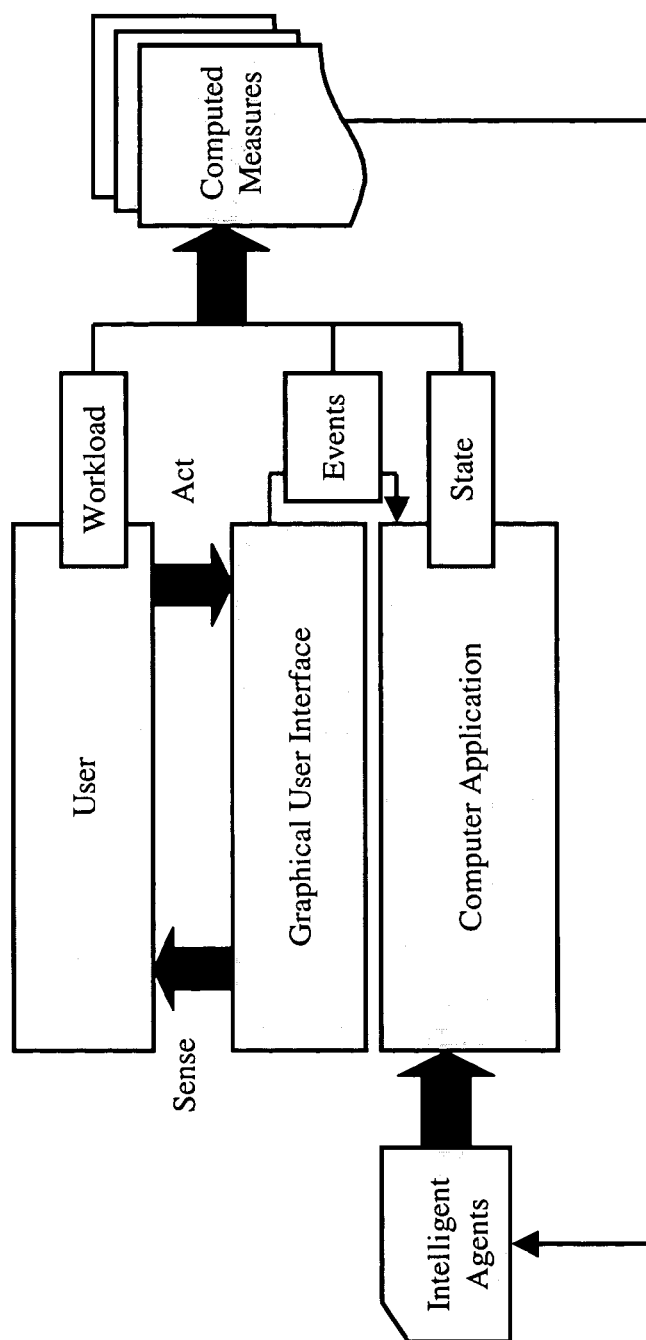 Computed
Measures
Workload
Act
Events
State
User
Graphical User Interface
Computer Application
Sense
Intelligent
Agents